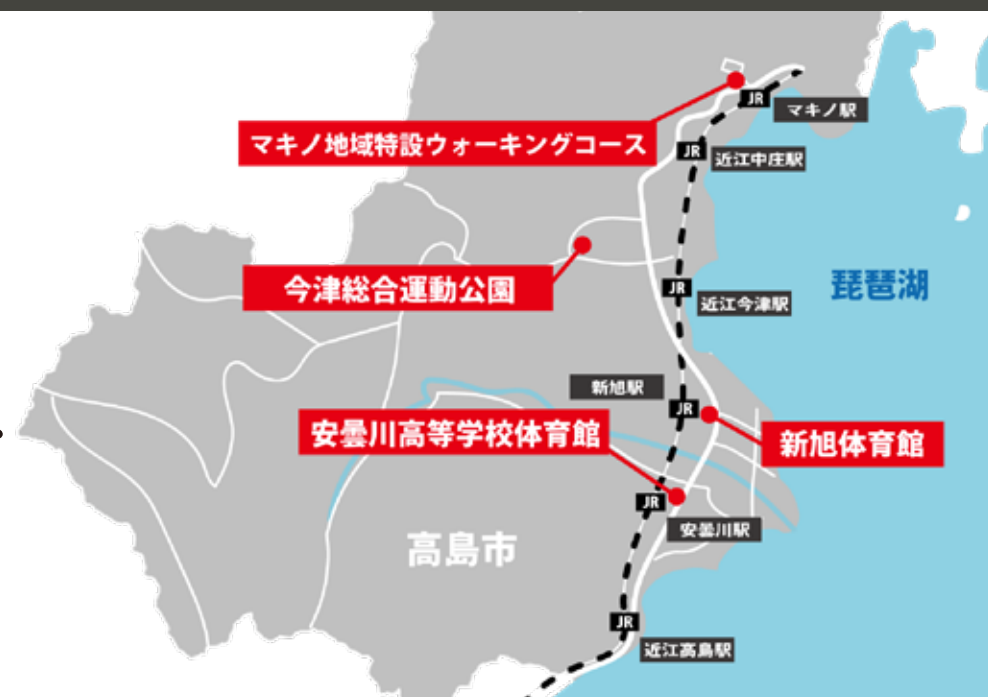 JR
マキノ駅
マキノ地域特設ウォーキングコース
JR
近江中庄駅
今津総合運動公園
琵琶湖
JR
近江今津駅
新旭駅
JR
安曇川高等学校体育館
新旭体育館
JR
安曇川駅
高島市
JR
近江高島駅